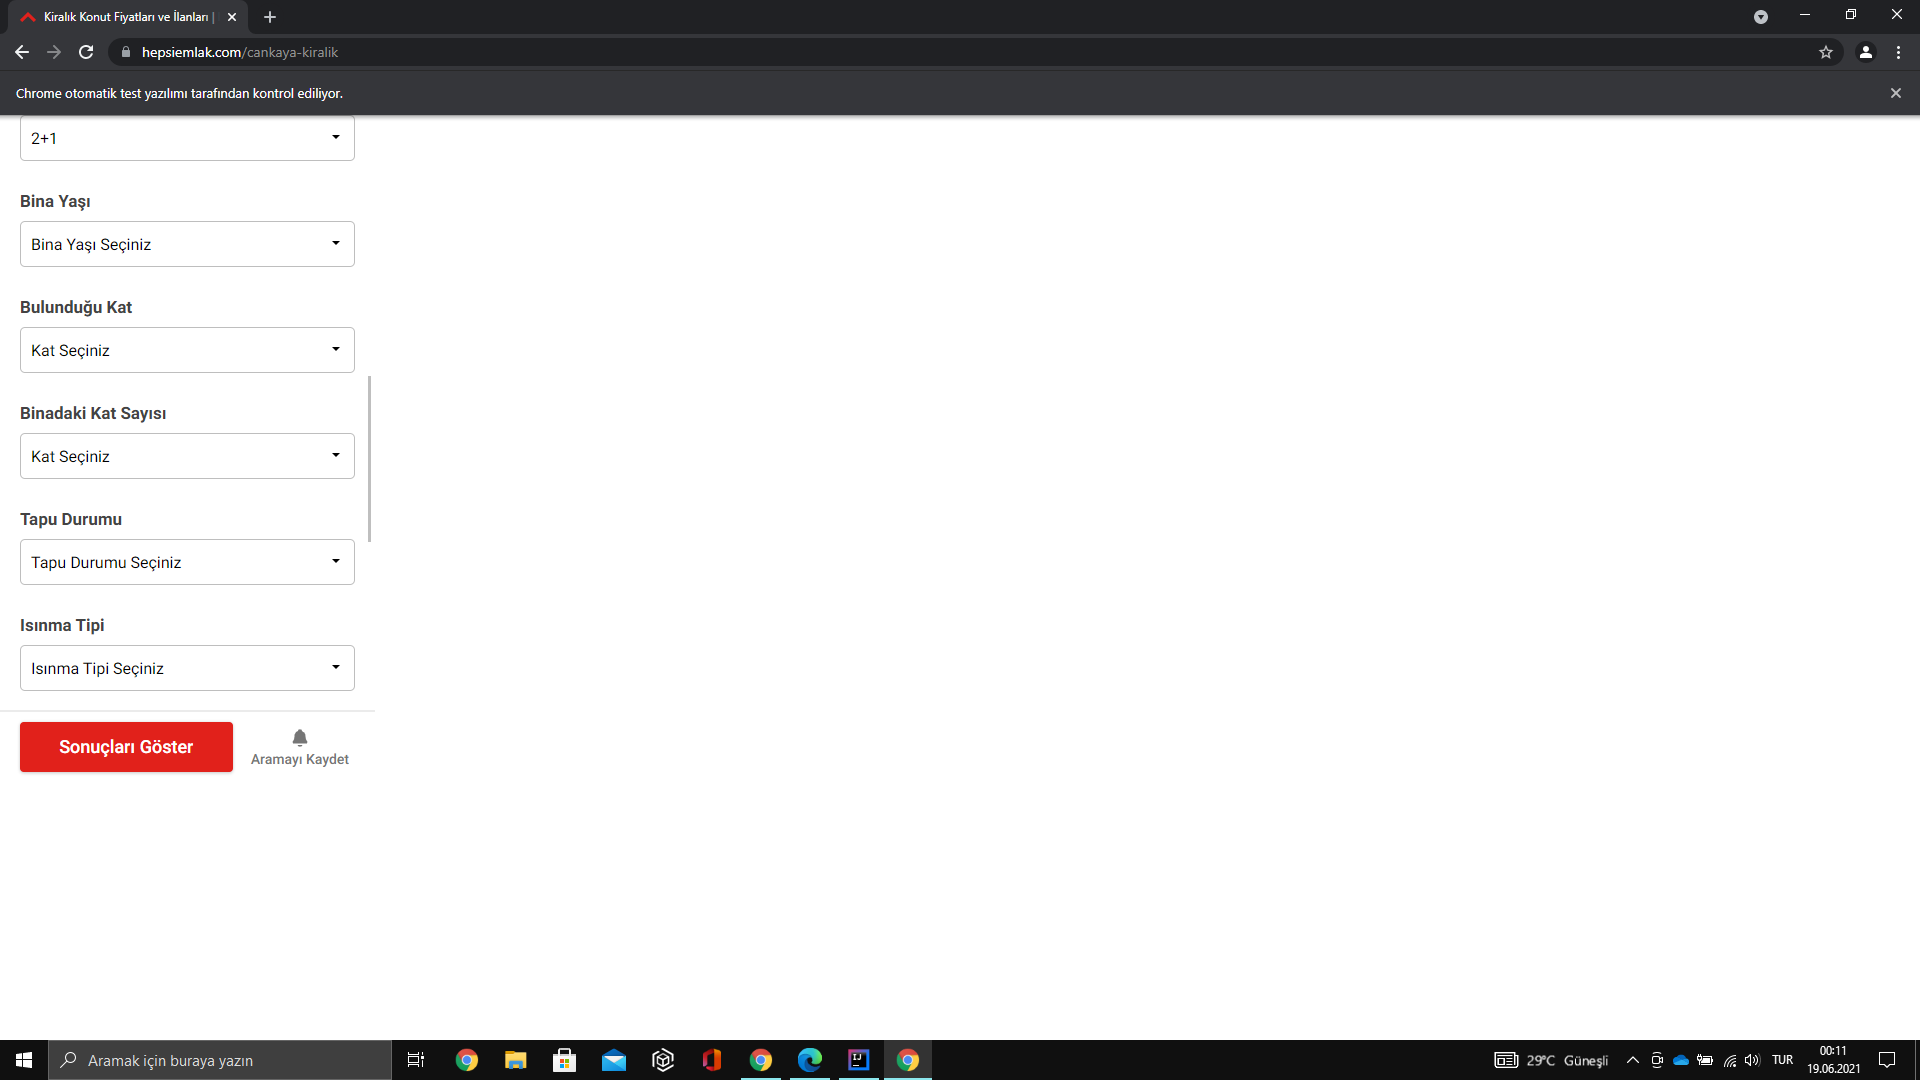 Kiralık Konut Fiyatları ve İlanları |
hepsiemlak.com/cankaya-kiralik
Chrome otomatik test yazılımı tarafından kontrol ediliyor.
2+1
Bina Yaşı
Bina Yaşı Seçiniz
Bulunduğu Kat
Kat Seçiniz
Binadaki Kat Sayısı
Kat Seçiniz
Tapu Durumu
Tapu Durumu Seçiniz
Isınma Tipi
Isınma Tipi Seçiniz
Sonuçları Göster
Aramayı Kaydet
Aramak için buraya yazın
29°C Güneşli
TUR
00:11
19.06.2021